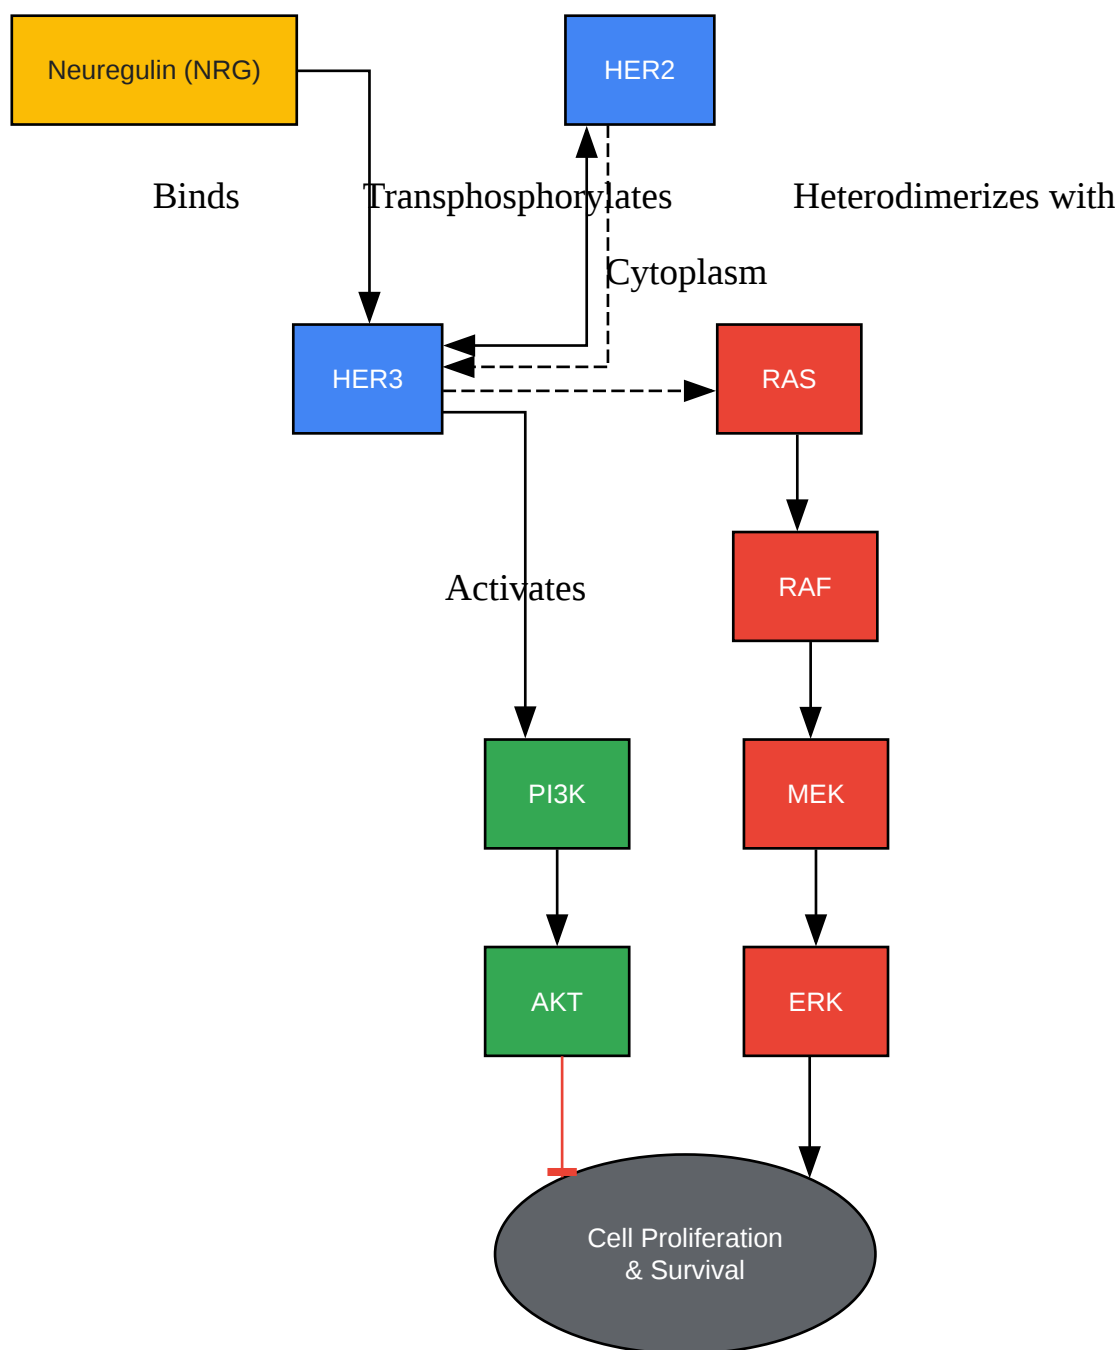 Neuregulin (NRG)
HER2
Binds
Transphosphorylates
Heterodimerizes with
Cytoplasm
HER3
RAS
Activates
RAF
PI3K
MEK
AKT
ERK
Cell Proliferation
& Survival